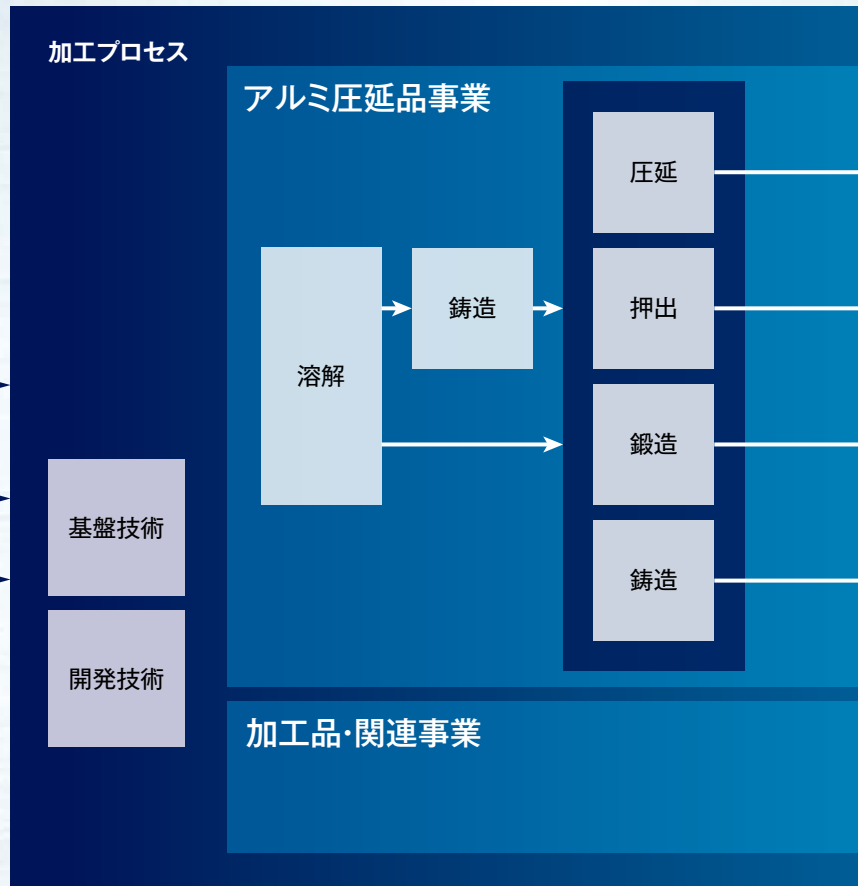 加工プロセス
アルミ圧延品事業
圧延
鋳造
押出
溶解
鍛造
基盤技術
鋳造
開発技術
加工品・関連事業